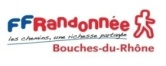 FFRandonnée
les chemins, une richesse partagée
Bouches-du-Rhône